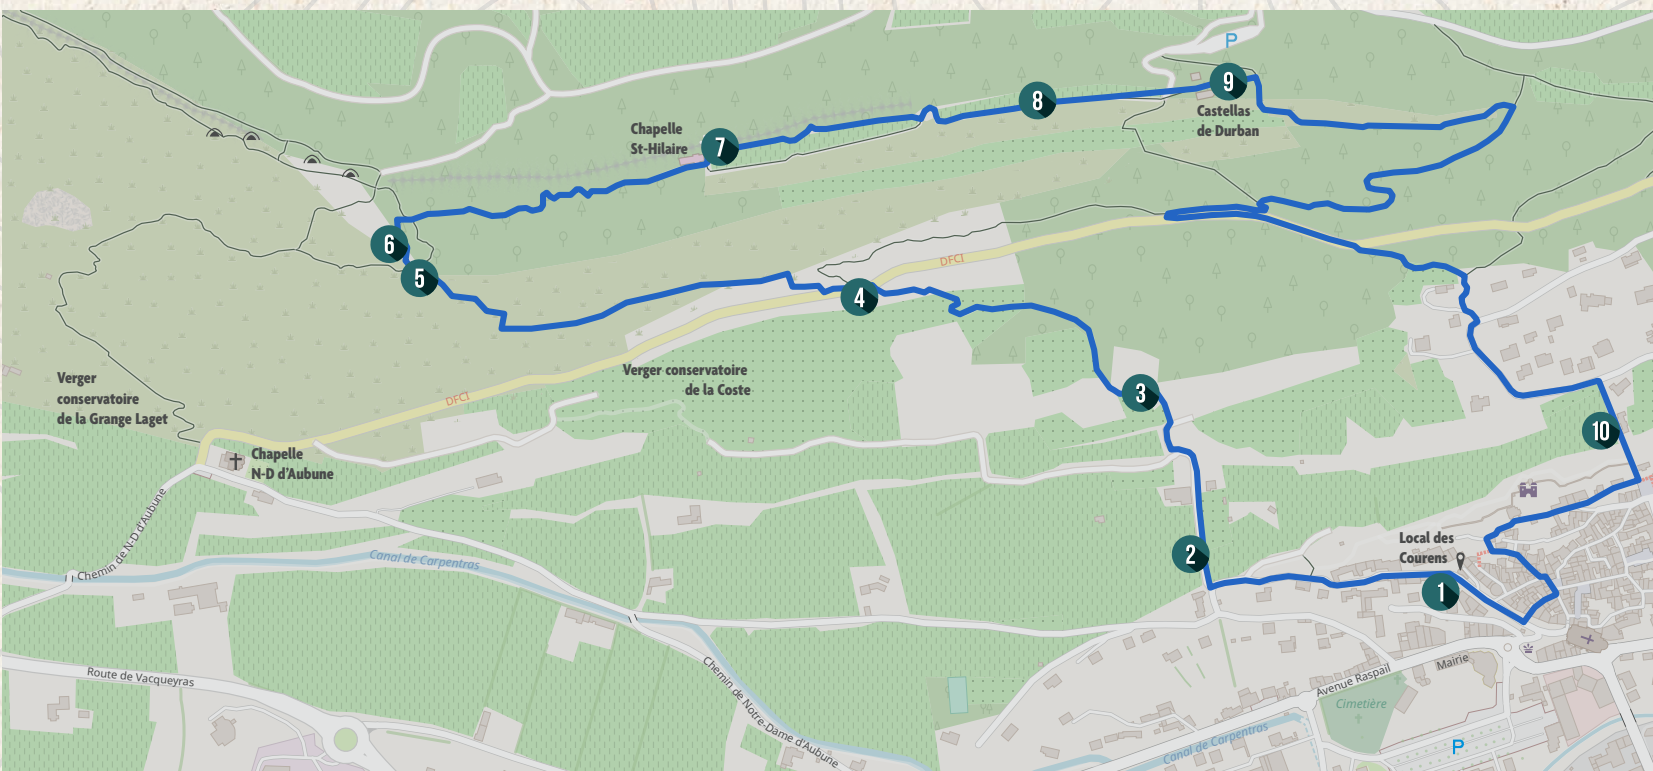 P
9
Castellas
de Durban
8
Chapelle
St-Hilaire
7
6
5
DFCI
4
Verger conservatoire
de la Coste
3
Verger
conservatoire
de la Grange Laget
DFCI
Chapelle
N-D d'Aubune
10
Chemin de N-D d'Aubune
Canal de Carpentras
2
Local des
Courens
1
Route de Vacqueyras
Chemin de Notre-Dame d'Aubune
Avenue Raspail
Mairie
Cimetière
Canal de Carpentras
P